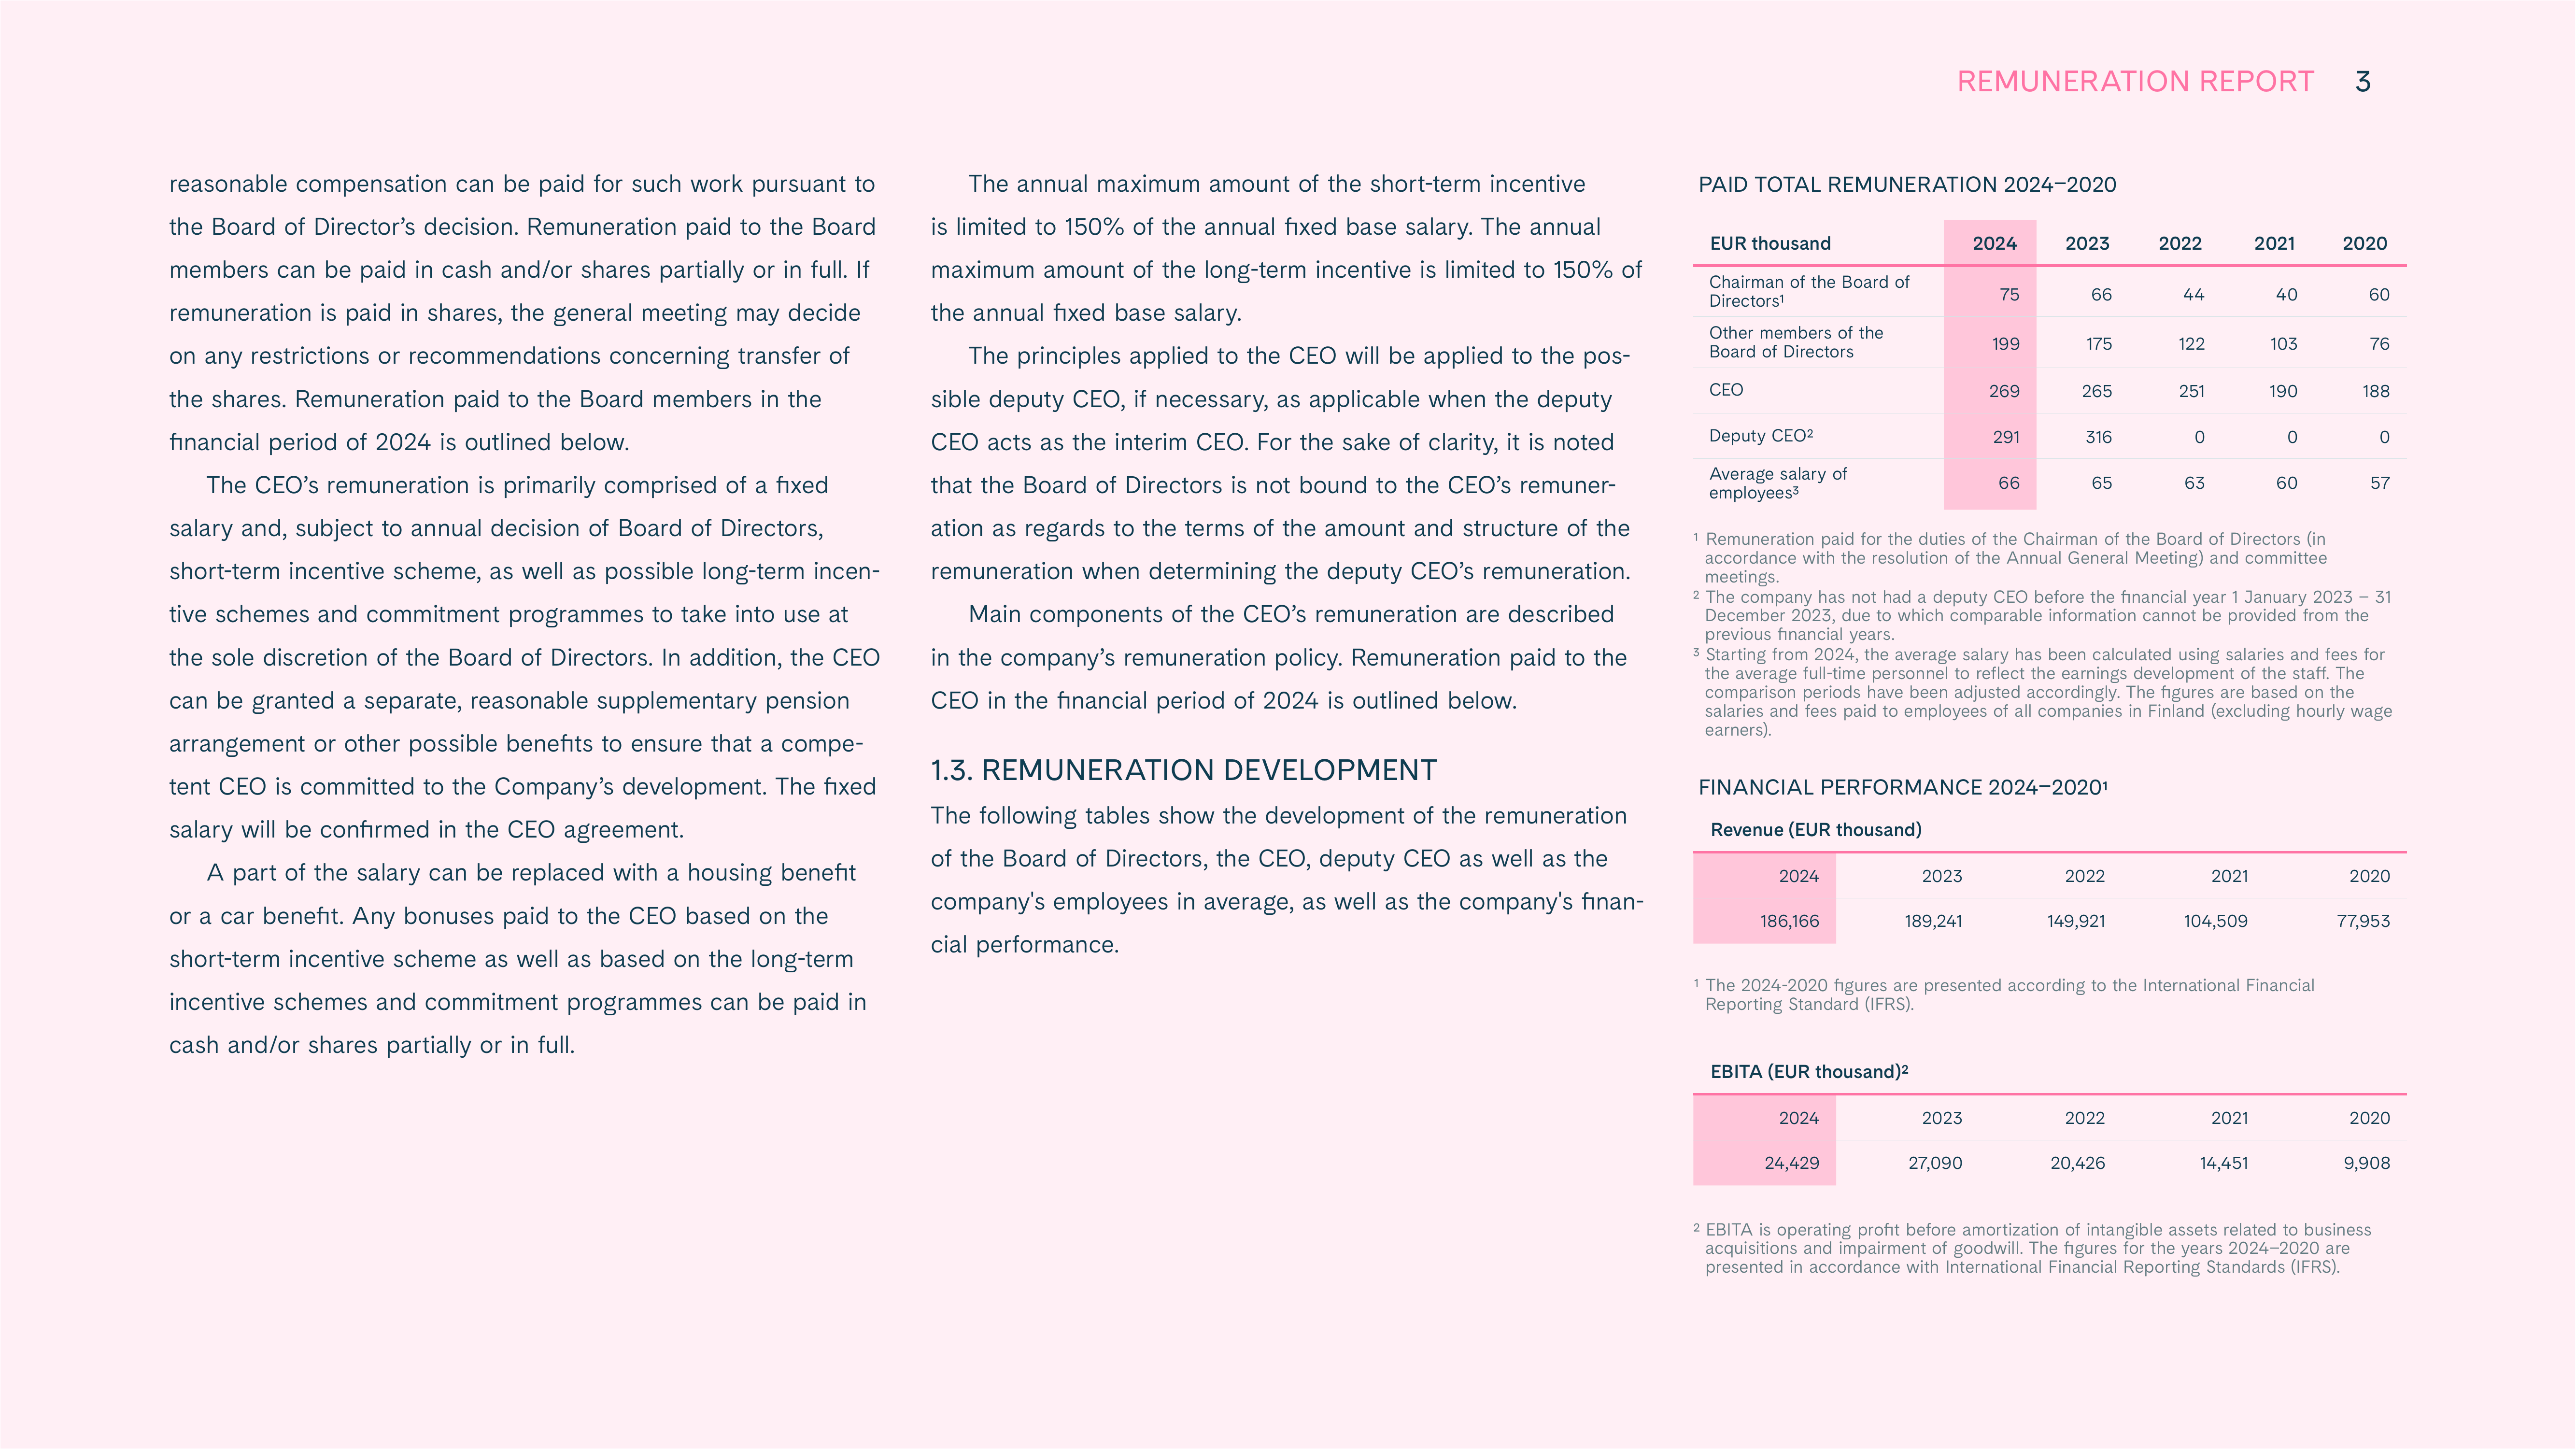 REMUNERATION REPORT 3
reasonable compensation can be paid for such work pursuant to
the Board of Director’s decision. Remuneration paid to the Board
members can be paid in cash and/or shares partially or in full. If
remuneration is paid in shares, the general meeting may decide
on any restrictions or recommendations concerning transfer of
the shares. Remuneration paid to the Board members in the
financial period of 2024 is outlined below.
The CEO’s remuneration is primarily comprised of a fixed
salary and, subject to annual decision of Board of Directors,
short-term incentive scheme, as well as possible long-term incen-
tive schemes and commitment programmes to take into use at
the sole discretion of the Board of Directors. In addition, the CEO
can be granted a separate, reasonable supplementary pension
arrangement or other possible benefits to ensure that a compe-
tent CEO is committed to the Company’s development. The fixed
salary will be confirmed in the CEO agreement.
A part of the salary can be replaced with a housing benefit
or a car benefit. Any bonuses paid to the CEO based on the
short-term incentive scheme as well as based on the long-term
incentive schemes and commitment programmes can be paid in
cash and/or shares partially or in full.
The annual maximum amount of the short-term incentive
is limited to 150% of the annual fixed base salary. The annual
maximum amount of the long-term incentive is limited to 150% of
the annual fixed base salary.
The principles applied to the CEO will be applied to the pos-
sible deputy CEO, if necessary, as applicable when the deputy
CEO acts as the interim CEO. For the sake of clarity, it is noted
that the Board of Directors is not bound to the CEO’s remuner-
ation as regards to the terms of the amount and structure of the
remuneration when determining the deputy CEO’s remuneration.
Main components of the CEO’s remuneration are described
in the company’s remuneration policy. Remuneration paid to the
CEO in the financial period of 2024 is outlined below.
1.3. REMUNERATION DEVELOPMENT
The following tables show the development of the remuneration
of the Board of Directors, the CEO, deputy CEO as well as the
company's employees in average, as well as the company's finan-
cial performance.
PAID TOTAL REMUNERATION 2024–2020
EUR thousand 2024 2023 2022 2021 2020
Chairman of the Board of
Directors¹ 75 66 44 40 60
Other members of the
Board of Directors 199 175 122 103 76
CEO 269 265 251 190 188
Deputy CEO² 291 316 0 0 0
Average salary of
employees³ 66 65 63 60 57
¹ Remuneration paid for the duties of the Chairman of the Board of Directors (in
accordance with the resolution of the Annual General Meeting) and committee
meetings.
² The company has not had a deputy CEO before the financial year 1 January 2023 – 31
December 2023, due to which comparable information cannot be provided from the
previous financial years.
³ Starting from 2024, the average salary has been calculated using salaries and fees for
the average full-time personnel to reflect the earnings development of the staff. The
comparison periods have been adjusted accordingly. The figures are based on the
salaries and fees paid to employees of all companies in Finland (excluding hourly wage
earners).
FINANCIAL PERFORMANCE 2024–2020¹
Revenue (EUR thousand)
2024 2023 2022 2021 2020
186,166 189,241 149,921 104,509 77,953
¹ The 2024-2020 figures are presented according to the International Financial
Reporting Standard (IFRS).
EBITA (EUR thousand)²
2024 2023 2022 2021 2020
24,429 27,090 20,426 14,451 9,908
² EBITA is operating profit before amortization of intangible assets related to business
acquisitions and impairment of goodwill. The figures for the years 2024–2020 are
presented in accordance with International Financial Reporting Standards (IFRS).